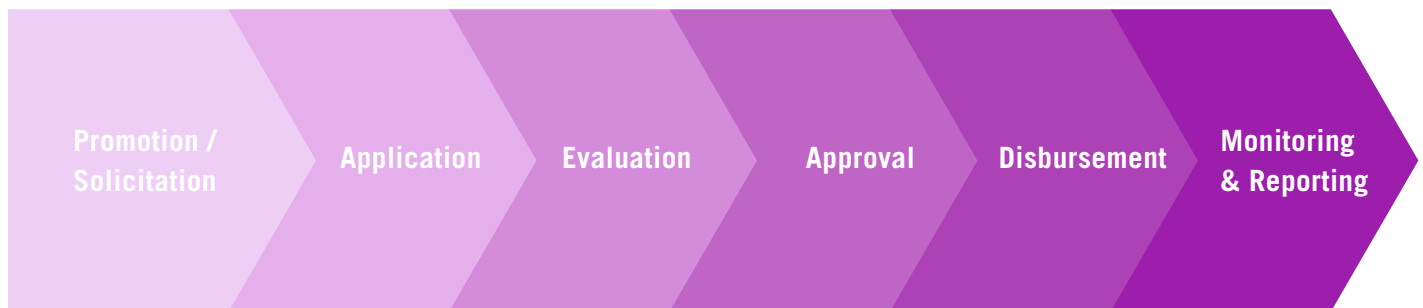 Promotion /
Solicitation
Application
Evaluation
Approval
Disbursement
Monitoring
& Reporting